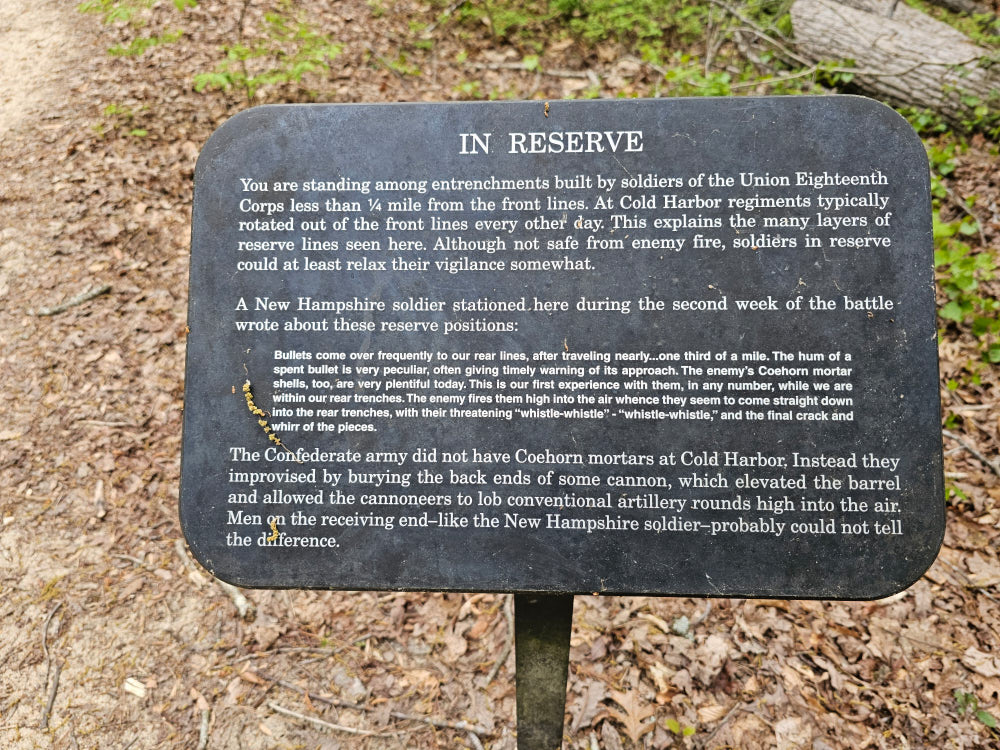 IN RESERVE
You are standing among entrenchments built by soldiers of the Union Eighteenth
Corps less than ¼ mile from the front lines. At Cold Harbor regiments typically
rotated out of the front lines every other day. This explains the many layers of
reserve lines seen here. Although not safe from enemy fire, soldiers in reserve
could at least relax their vigilance somewhat.
A New Hampshire soldier stationed here during the second week of the battle
wrote about these reserve positions:
Bullets come over frequently to our rear lines, after traveling nearly...one third of a mile. The hum of a
spent bullet is very peculiar, often giving timely warning of its approach. The enemy's Coehorn mortar
shells, too, are very plentiful today. This is our first experience with them, in any number, while we are
within our rear trenches. The enemy fires them high into the air whence they seem to come straight down
into the rear trenches, with their threatening "whistle-whistle" - "whistle-whistle," and the final crack and
whirr of the pieces.
The Confederate army did not have Coehorn mortars at Cold Harbor. Instead they
improvised by burying the back ends of some cannon, which elevated the barrel
and allowed the cannoneers to lob conventional artillery rounds high into the air.
Men on the receiving end–like the New Hampshire soldier–probably could not tell
the difference.